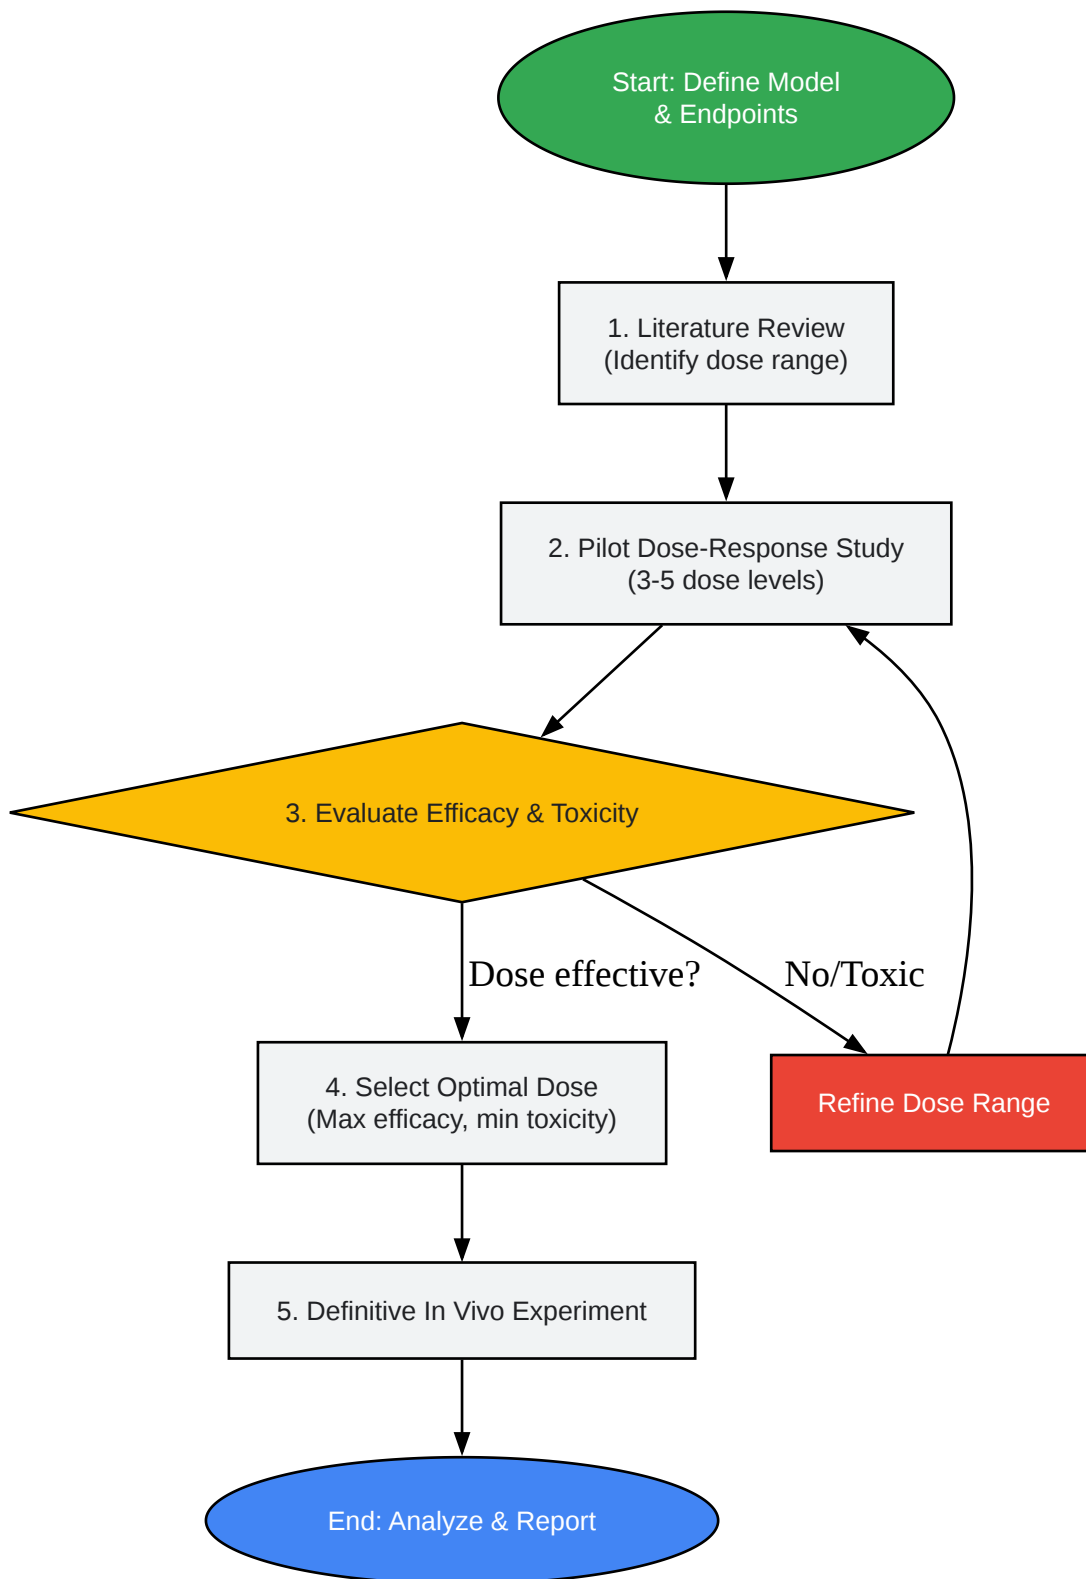 Start: Define Model
& Endpoints
1. Literature Review
(Identify dose range)
2. Pilot Dose-Response Study
(3-5 dose levels)
3. Evaluate Efficacy & Toxicity
Dose effective?
No/Toxic
4. Select Optimal Dose
(Max efficacy, min toxicity)
Refine Dose Range
5. Definitive In Vivo Experiment
End: Analyze & Report